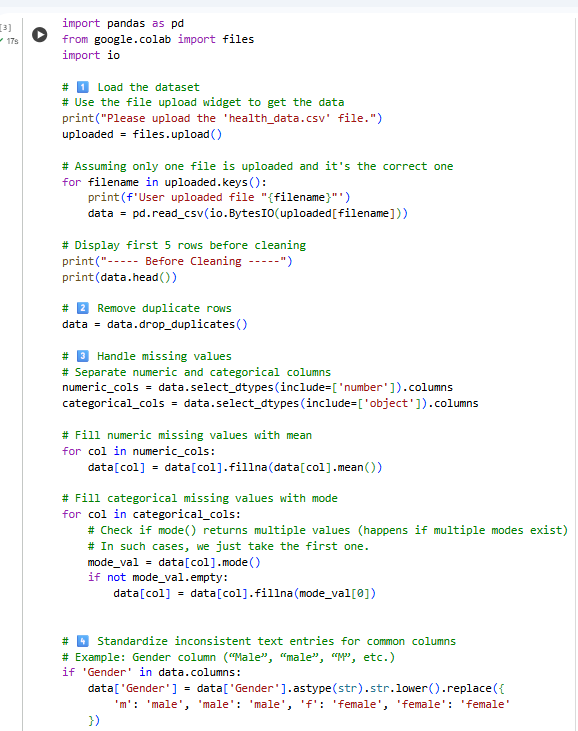 [3]
17s
import pandas as pd
from google.colab import files
import io
# 1️⃣ Load the dataset
# Use the file upload widget to get the data
print("Please upload the 'health_data.csv' file.")
uploaded = files.upload()
# Assuming only one file is uploaded and it's the correct one
for filename in uploaded.keys():
    print(f'User uploaded file "{filename}"')
    data = pd.read_csv(io.BytesIO(uploaded[filename]))
# Display first 5 rows before cleaning
print("----- Before Cleaning -----")
print(data.head())
# 2️⃣ Remove duplicate rows
data = data.drop_duplicates()
# 3️⃣ Handle missing values
# Separate numeric and categorical columns
numeric_cols = data.select_dtypes(include=['number']).columns
categorical_cols = data.select_dtypes(include=['object']).columns
# Fill numeric missing values with mean
for col in numeric_cols:
    data[col] = data[col].fillna(data[col].mean())
# Fill categorical missing values with mode
for col in categorical_cols:
    # Check if mode() returns multiple values (happens if multiple modes exist)
    # In such cases, we just take the first one.
    mode_val = data[col].mode()
    if not mode_val.empty:
        data[col] = data[col].fillna(mode_val[0])
# 4️⃣ Standardize inconsistent text entries for common columns
# Example: Gender column (“Male”, “male”, “M”, etc.)
if 'Gender' in data.columns:
    data['Gender'] = data['Gender'].astype(str).str.lower().replace({
        'm': 'male', 'male': 'male', 'f': 'female', 'female': 'female'
    })